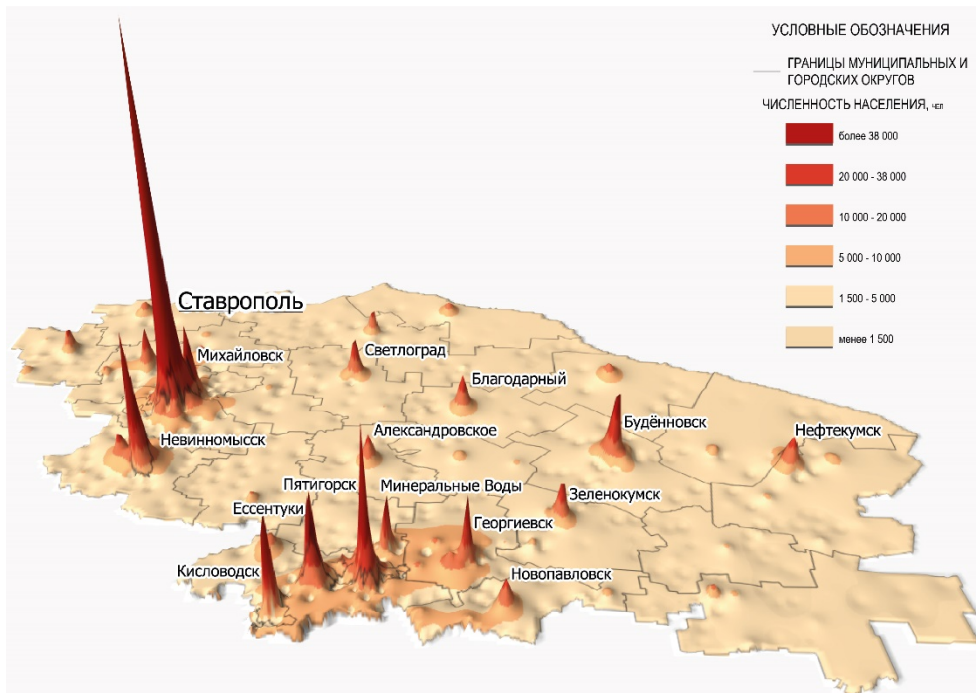 УСЛОВНЫЕ ОБОЗНАЧЕНИЯ
ГРАНИЦЫ МУНИЦИПАЛЬНЫХ И
ГОРОДСКИХ ОКРУГОВ
ЧИСЛЕННОСТЬ НАСЕЛЕНИЯ, ЧЕЛ
более 38 000
20 000 - 38 000
10 000 - 20 000
5 000 - 10 000
1 500 - 5 000
менее 1 500
Ставрополь
Михайловск
Светлоград
Благодарный
Будённовск
Нефтекумск
Невинномысск
Александровское
Пятигорск
Минеральные Воды
Зеленокумск
Ессентуки
Георгиевск
Кисловодск
Новопавловск